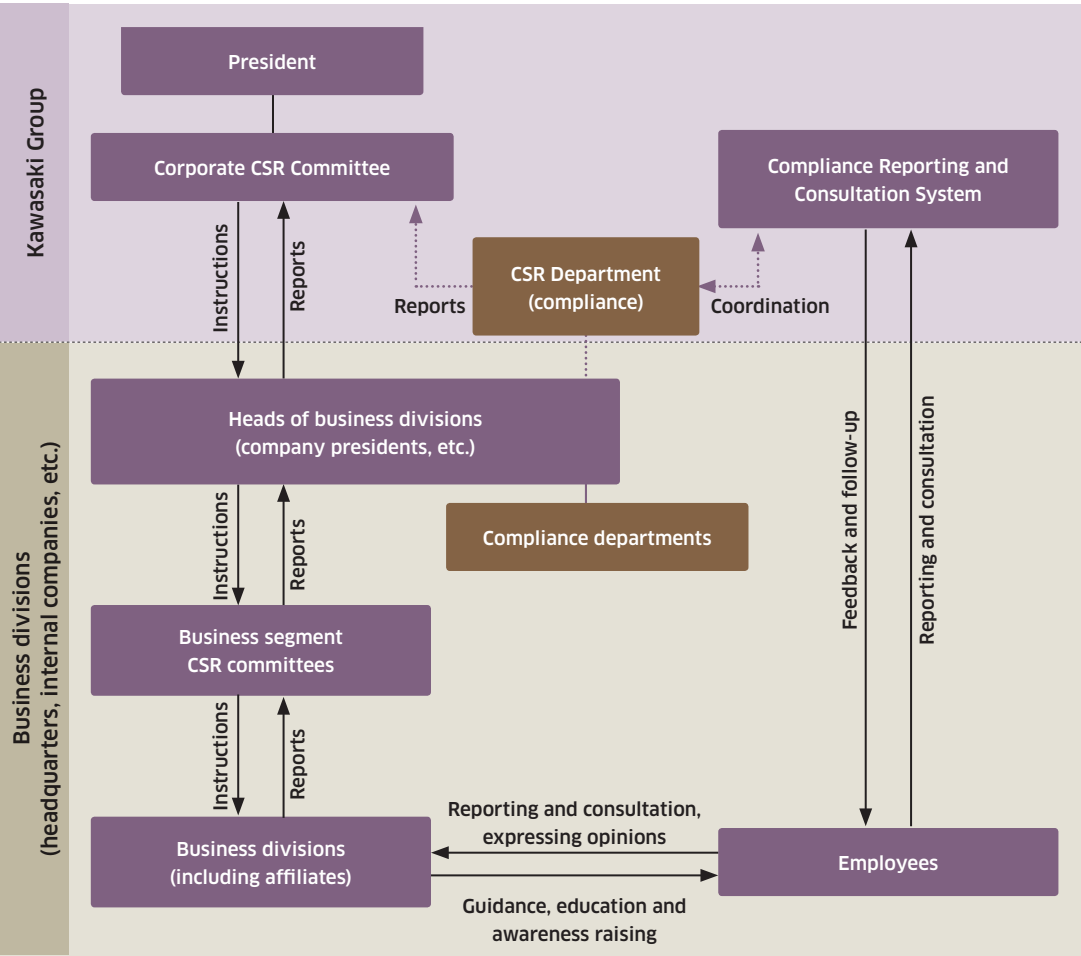 Kawasaki Group
President
Corporate CSR Committee
Compliance Reporting and
Consultation System
Instructions
Reports
CSR Department
(compliance)
Reports
Coordination
Business divisions
(headquarters, internal companies, etc.)
Heads of business divisions
(company presidents, etc.)
Instructions
Reports
Compliance departments
Feedback and follow-up
Reporting and consultation
Business segment
CSR committees
Instructions
Reports
Business divisions
(including affiliates)
Reporting and consultation,
expressing opinions
Guidance, education and
awareness raising
Employees